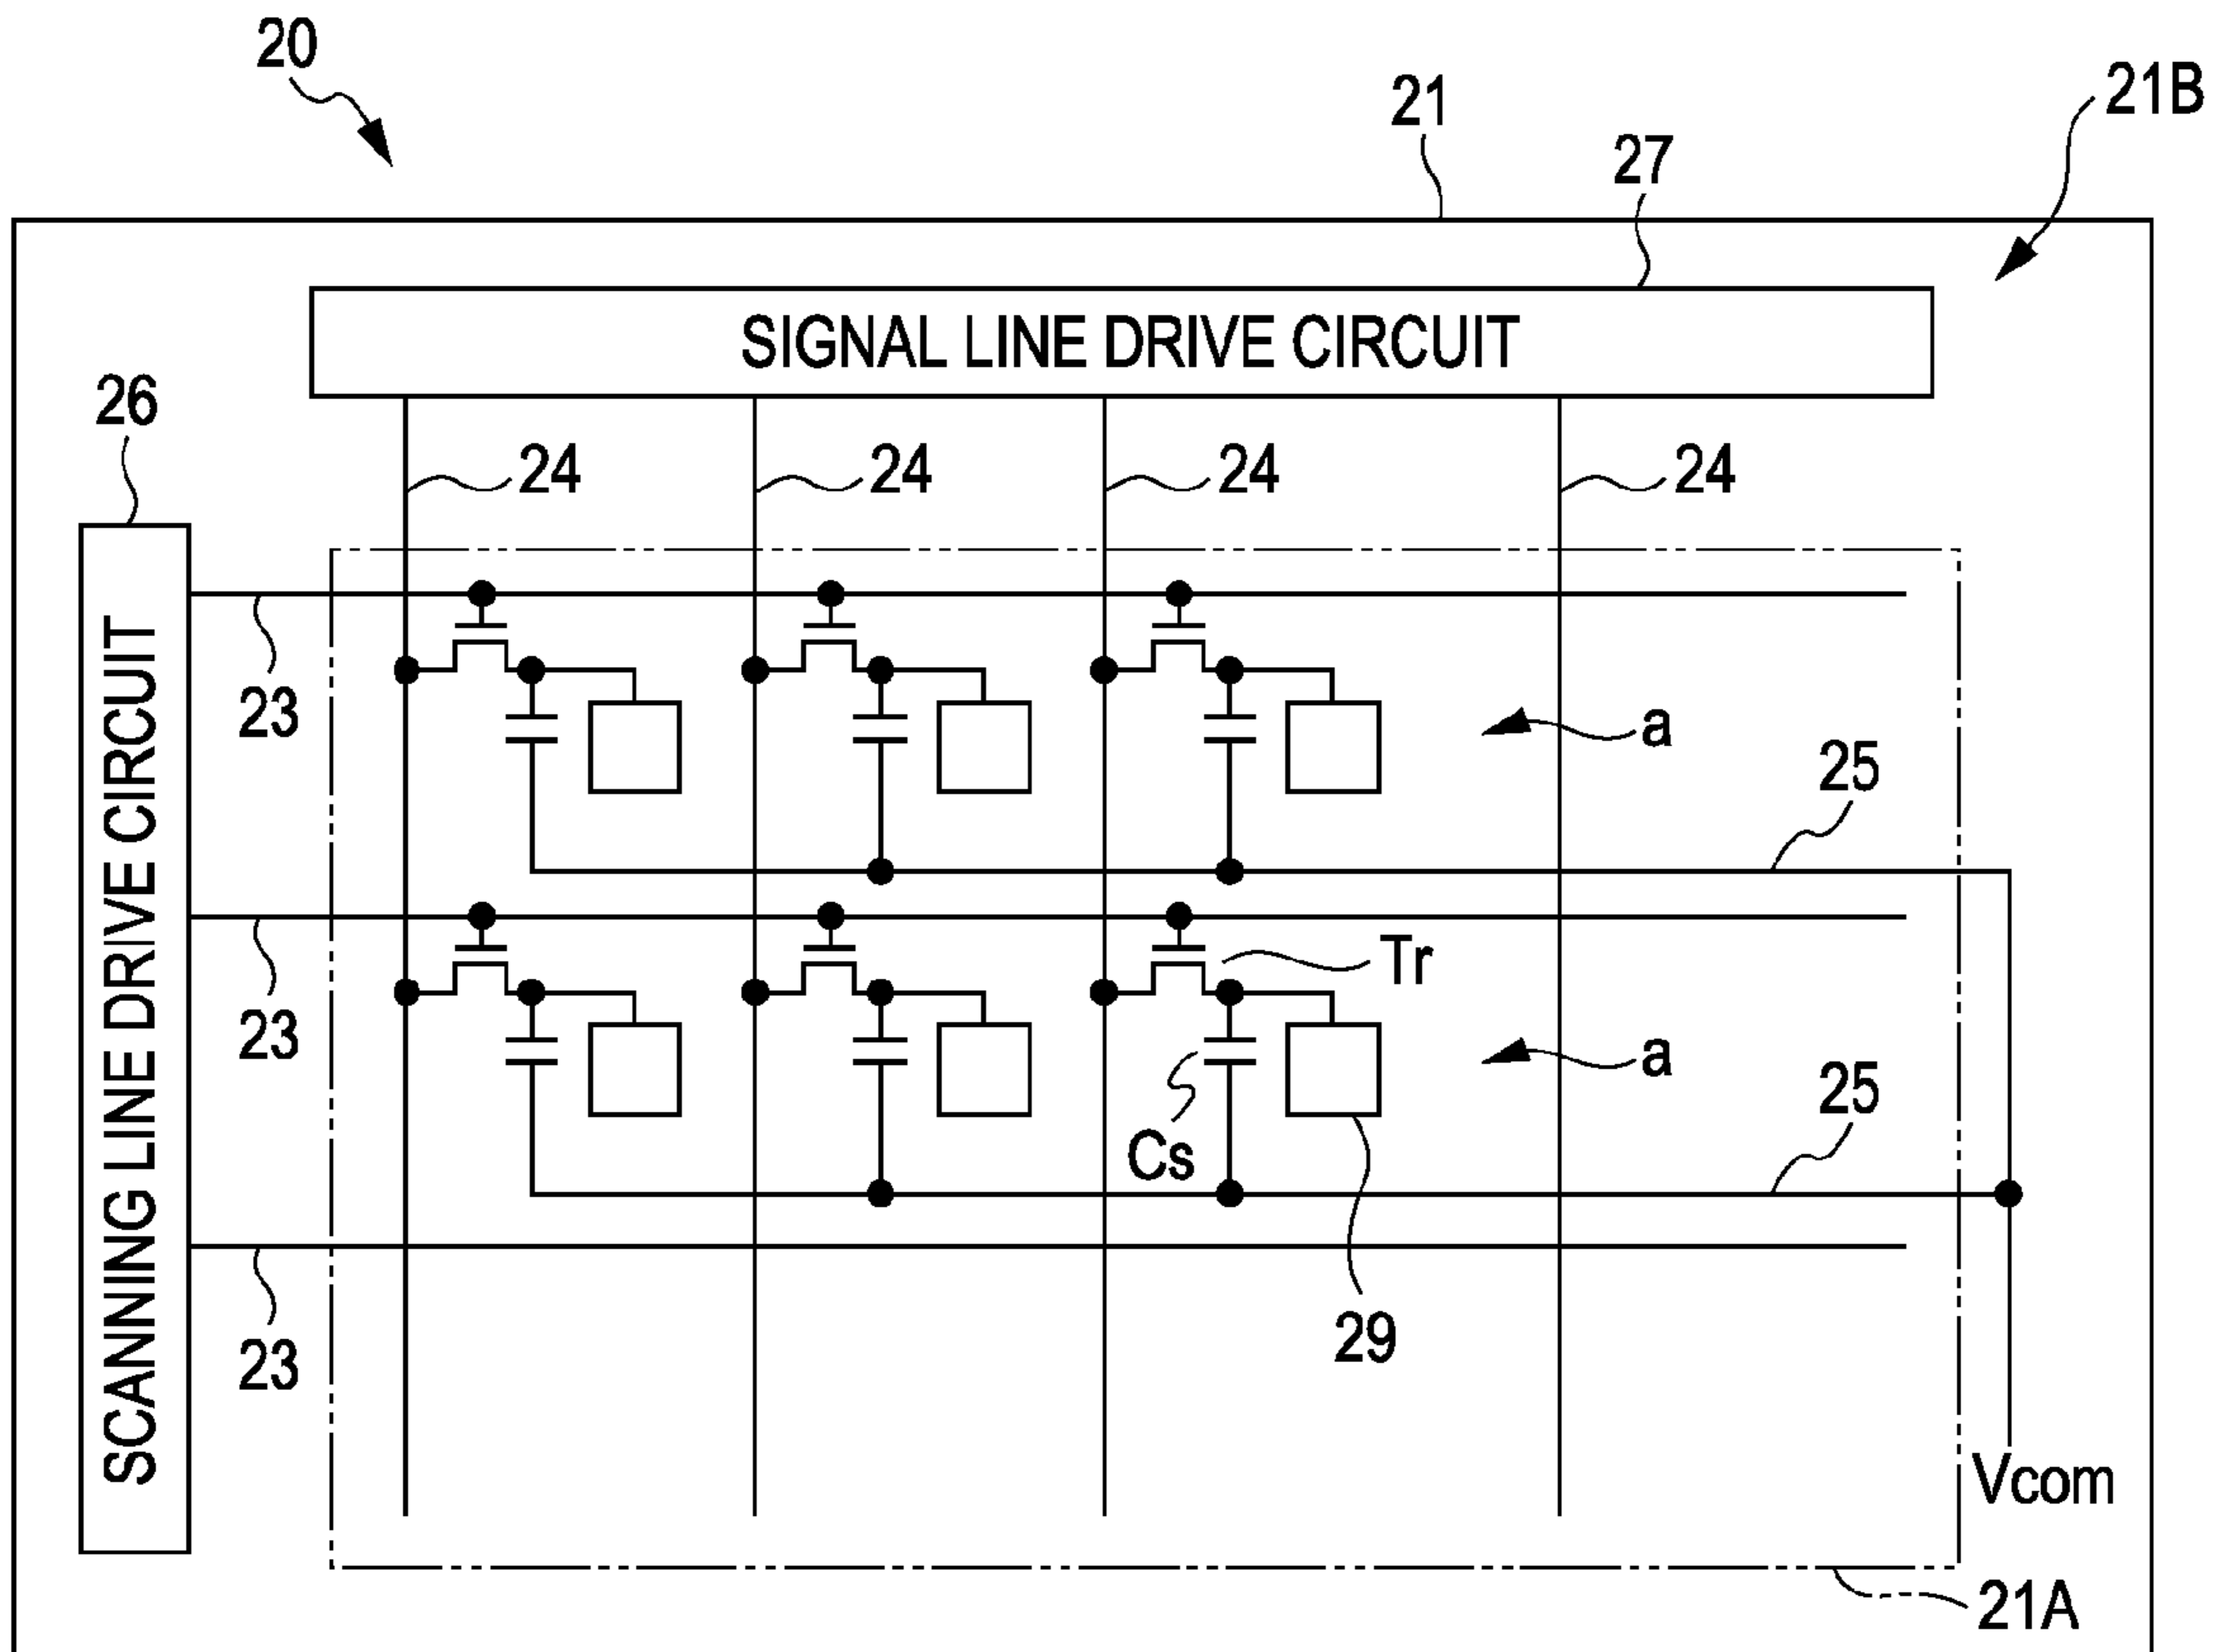 20
21
21B
27
SIGNAL LINE DRIVE CIRCUIT
26
24
24
24
24
SCANNING LINE DRIVE CIRCUIT
23
a
25
Tr
23
a
25
Cs
29
23
Vcom
21A